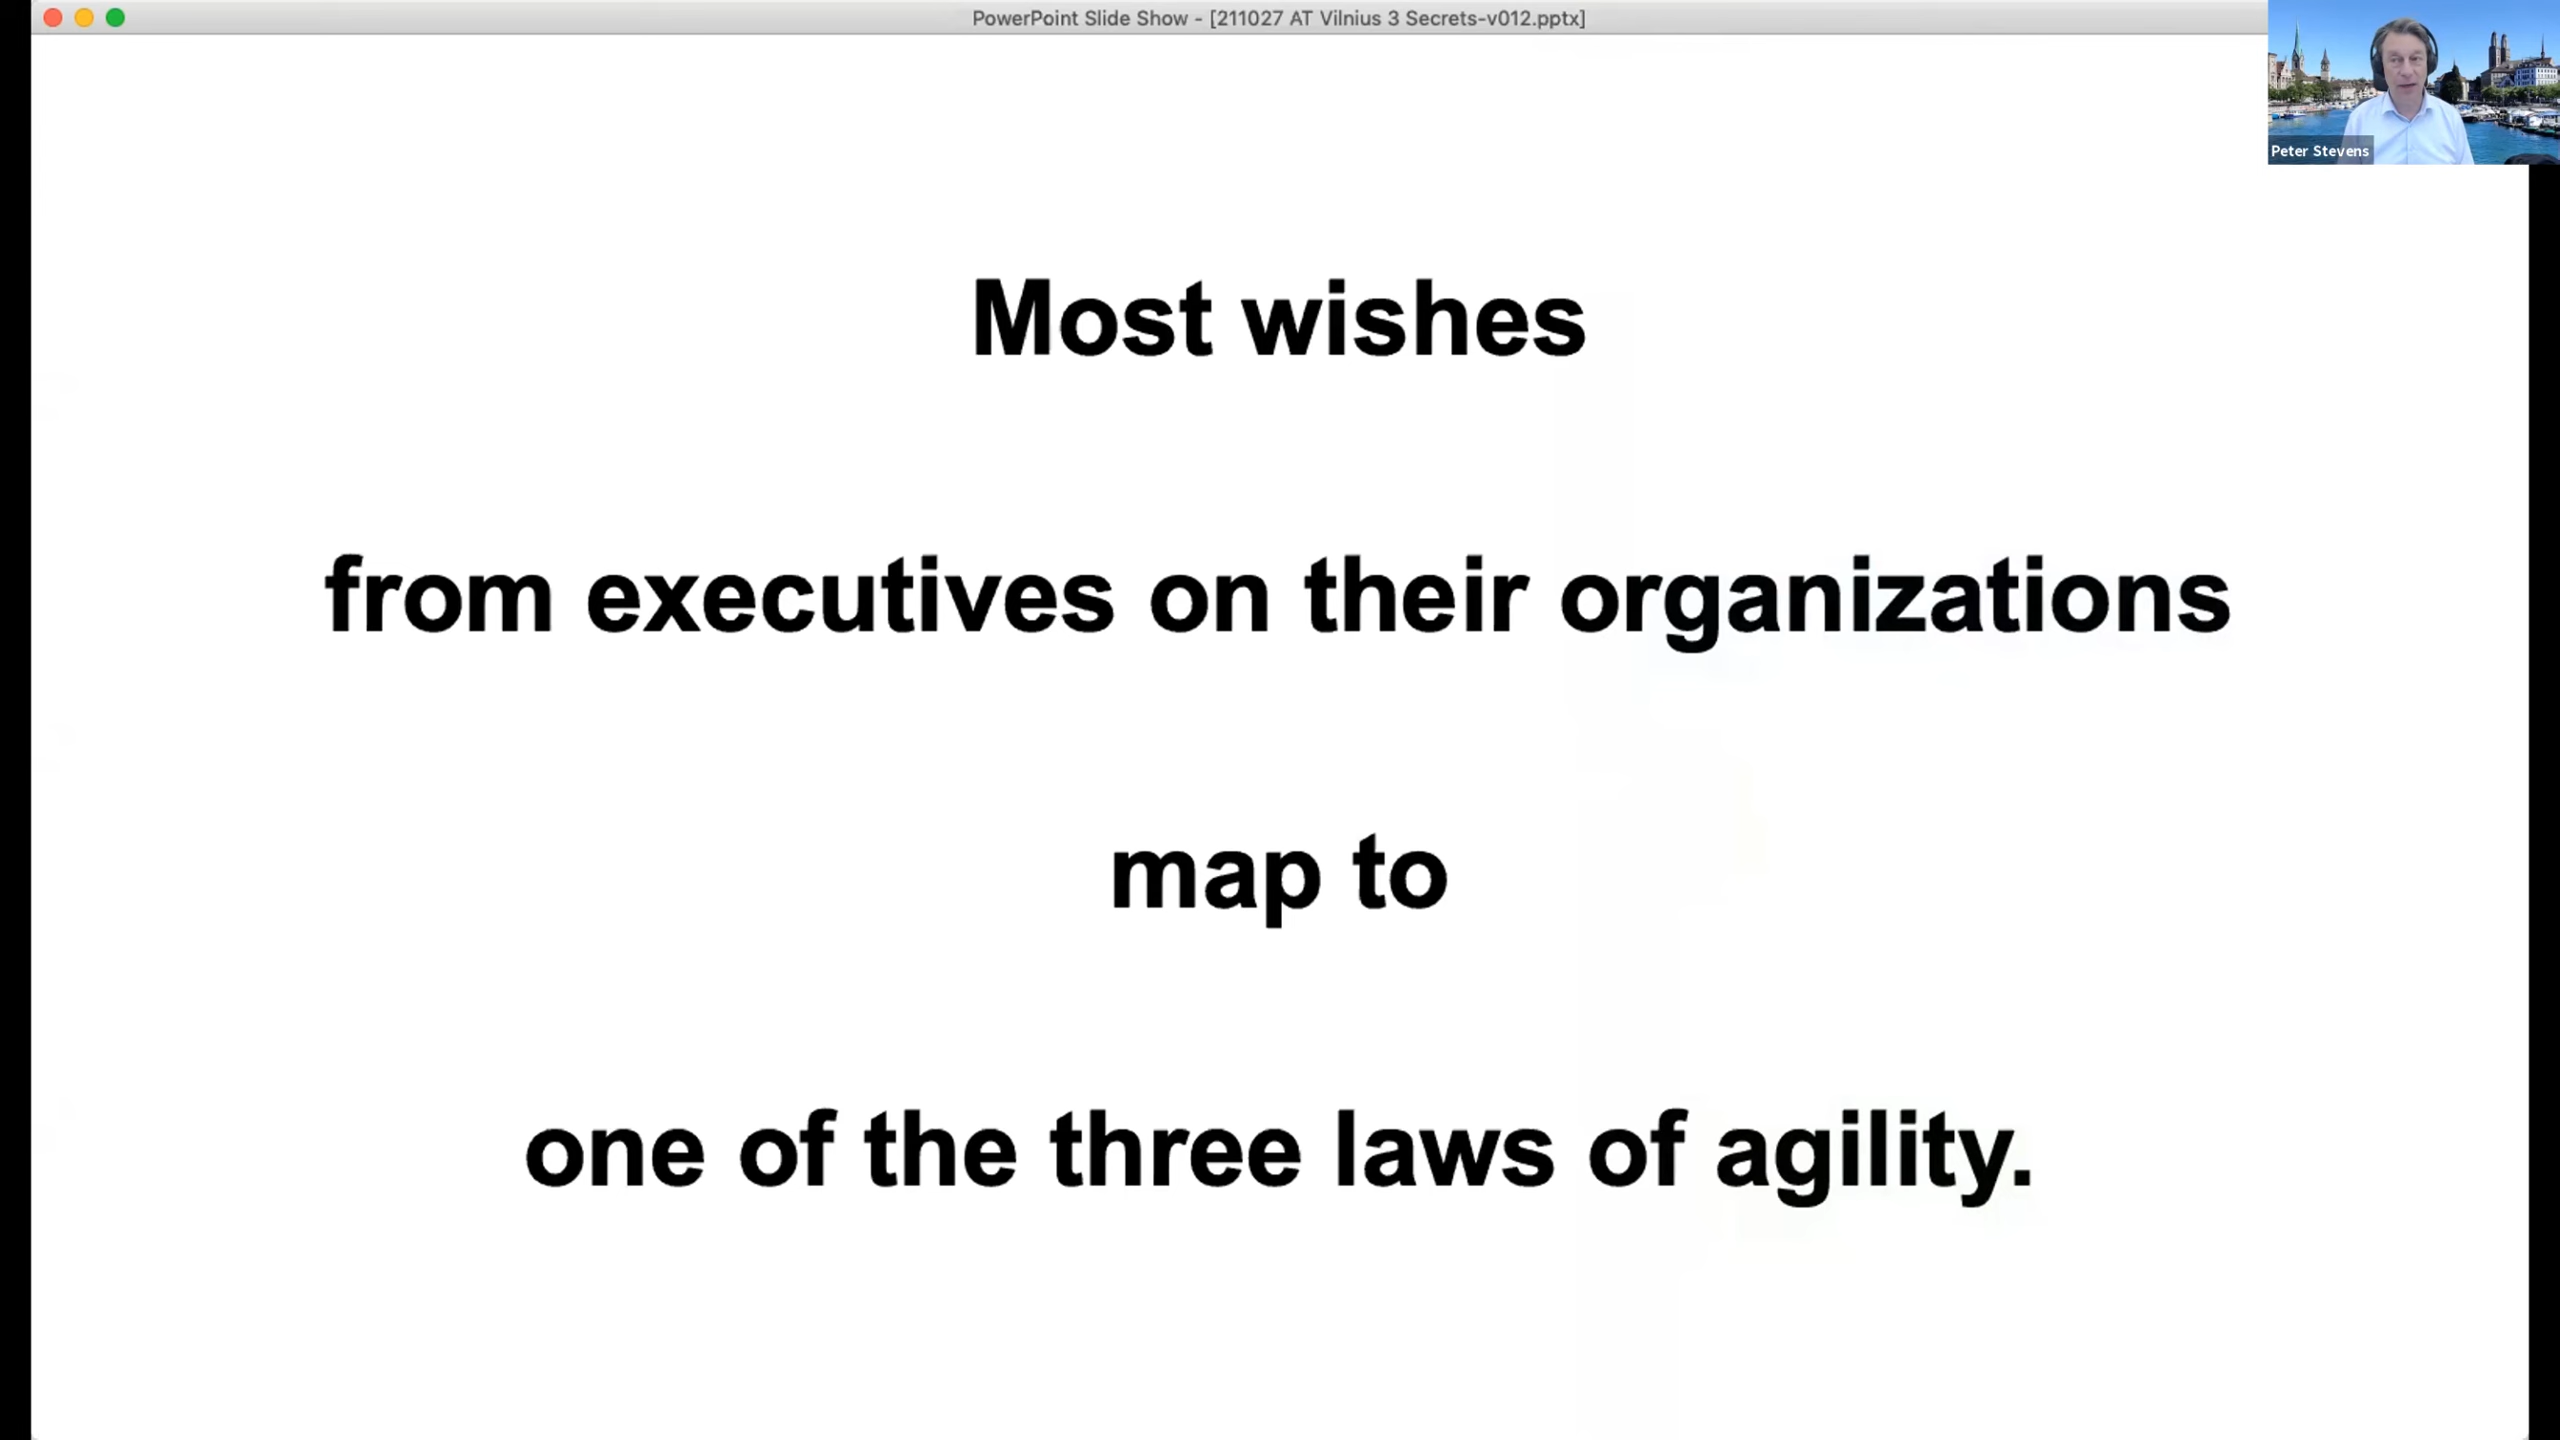 PowerPoint Slide Show - [211027 AT Vilnius 3 Secrets-v012.pptx]
Peter Stevens
Most wishes
from executives on their organizations
map to
one of the three laws of agility.